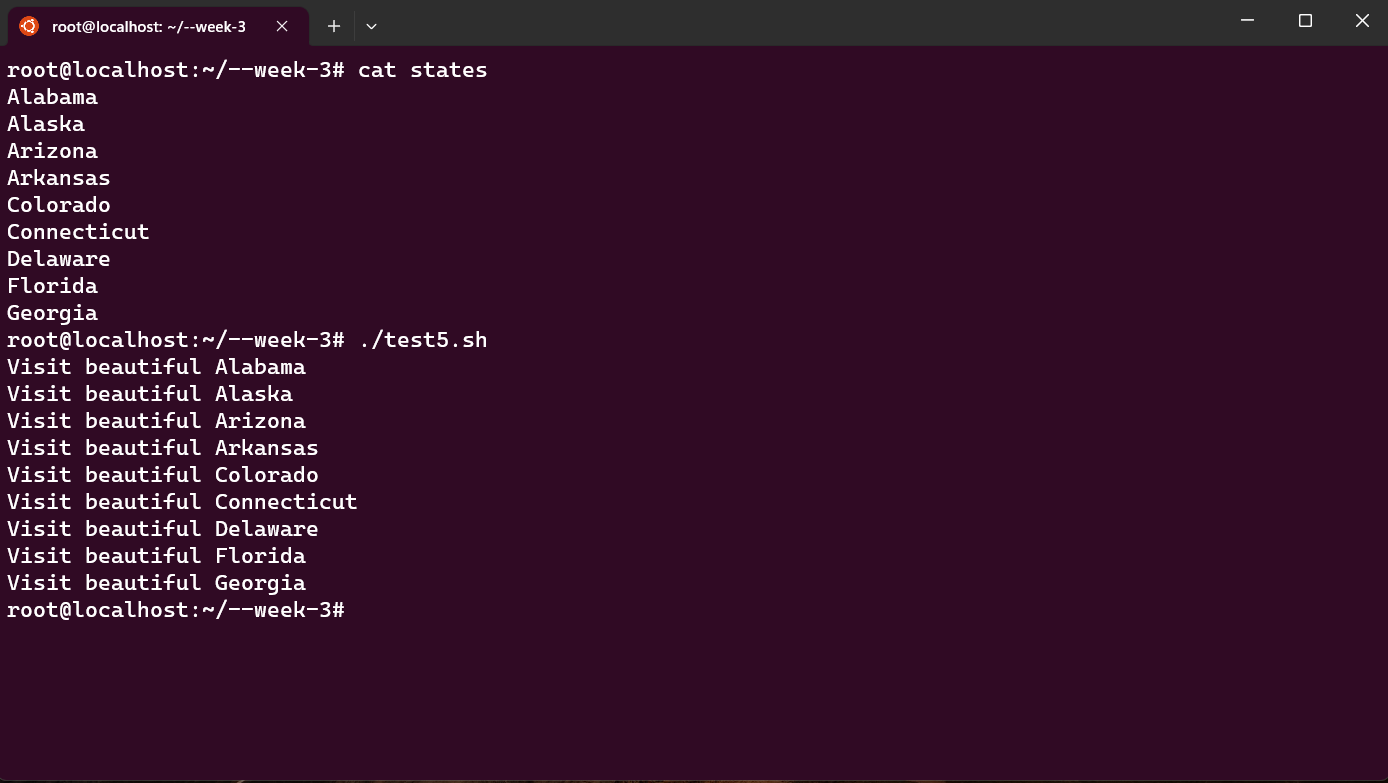 root@localhost: ~/--week-3
root@localhost:~/--week-3# cat states
Alabama
Alaska
Arizona
Arkansas
Colorado
Connecticut
Delaware
Florida
Georgia
root@localhost:~/--week-3# ./test5.sh
Visit beautiful Alabama
Visit beautiful Alaska
Visit beautiful Arizona
Visit beautiful Arkansas
Visit beautiful Colorado
Visit beautiful Connecticut
Visit beautiful Delaware
Visit beautiful Florida
Visit beautiful Georgia
root@localhost:~/--week-3#